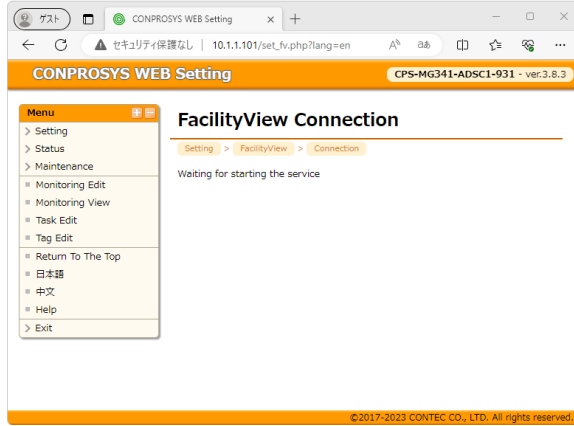 ゲスト
CONPROSYS WEB Setting
セキュリティ保護なし | 10.1.1.101/set_fv.php?lang=en
CONPROSYS WEB Setting
CPS-MG341-ADSC1-931 - ver.3.8.3
Menu
Setting
Status
Maintenance
Monitoring Edit
Monitoring View
Task Edit
Tag Edit
Return To The Top
日本語
中文
Help
Exit
FacilityView Connection
Setting > FacilityView > Connection
Waiting for starting the service
©2017-2023 CONTEC CO., LTD. All rights reserved.